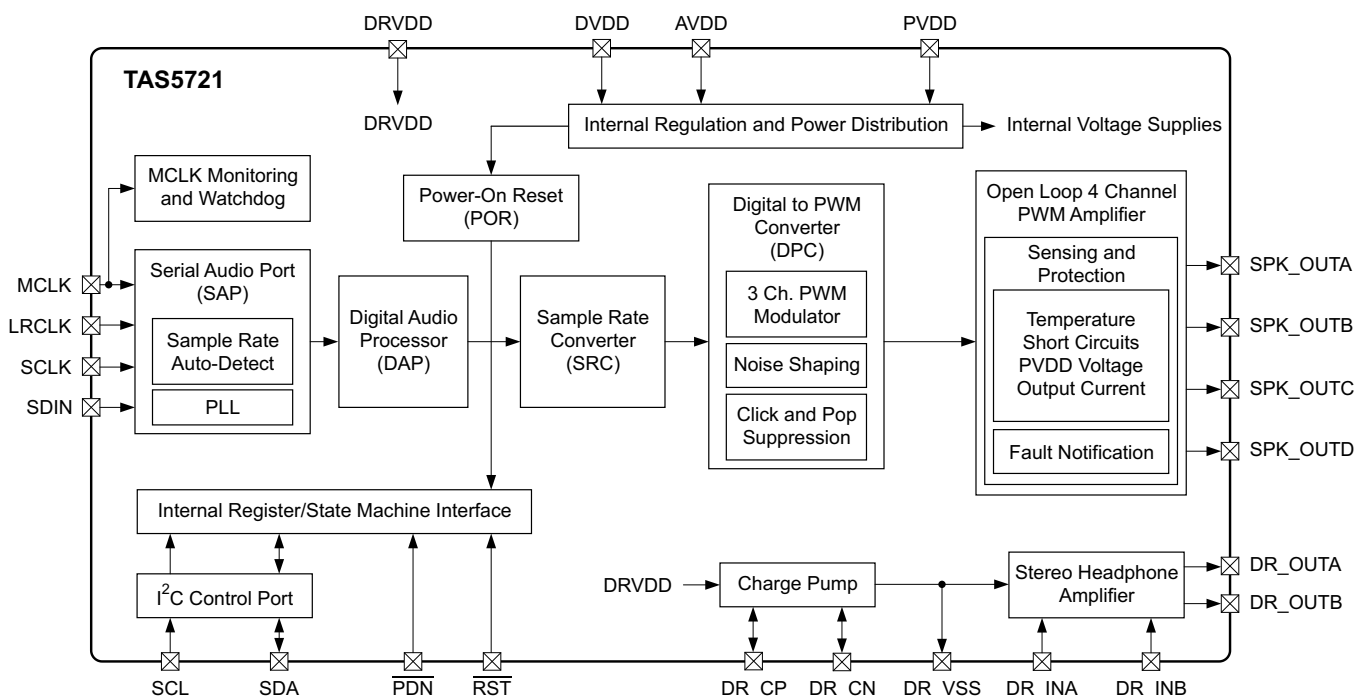 DRVDD
DVDD
AVDD
PVDD
TAS5721
DRVDD
Internal Regulation and Power Distribution
Internal Voltage Supplies
MCLK Monitoring
and Watchdog
Power-On Reset
(POR)
Digital to PWM
Converter
(DPC)
3 Ch. PWM
Modulator
Noise Shaping
Click and Pop
Suppression
Open Loop 4 Channel
PWM Amplifier
Sensing and
Protection
Temperature
Short Circuits
PVDD Voltage
Output Current
Fault Notification
MCLK
LRCLK
SCLK
SDIN
Serial Audio Port
(SAP)
Sample Rate
Auto-Detect
PLL
Digital Audio
Processor
(DAP)
Sample Rate
Converter
(SRC)
SPK_OUTA
SPK_OUTB
SPK_OUTC
SPK_OUTD
Internal Register/State Machine Interface
I²C Control Port
DRVDD
Charge Pump
Stereo Headphone
Amplifier
DR_OUTA
DR_OUTB
SCL
SDA
PDN
RST
DR_CP
DR_CN
DR_VSS
DR_INA
DR_INB